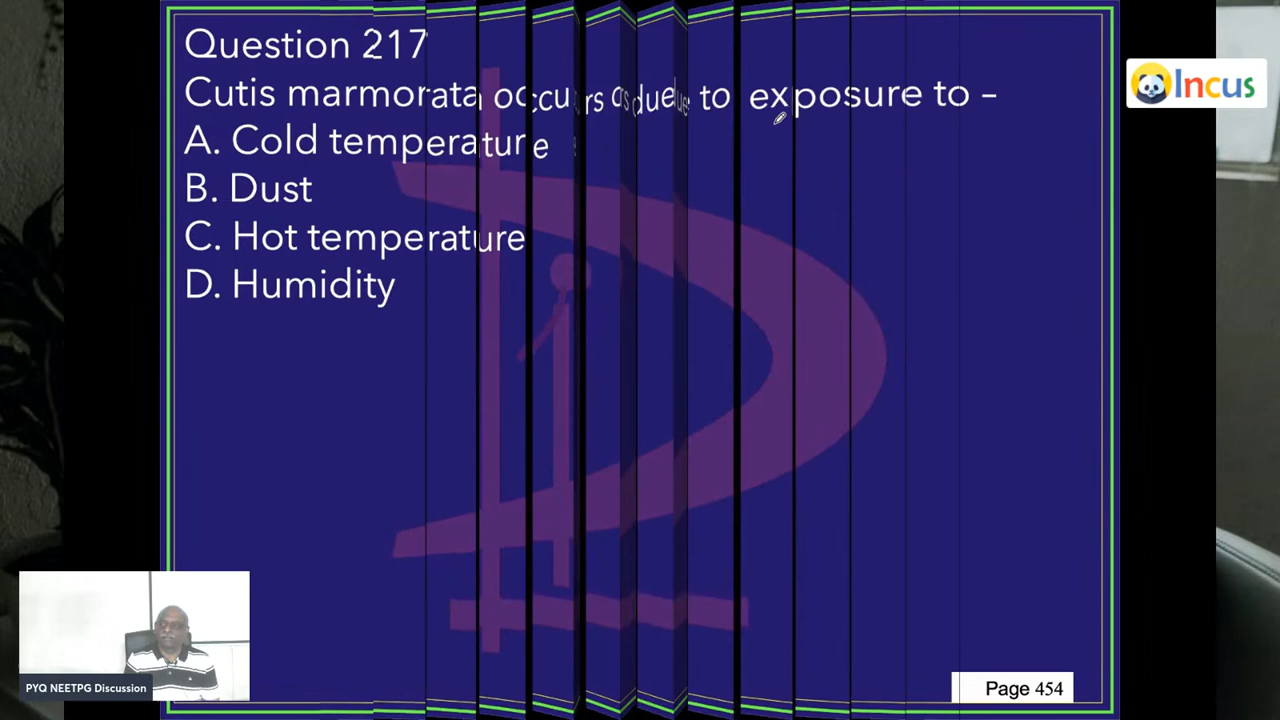 Question 217
Cutis marmorata occurs due to exposure to –
A. Cold temperature
B. Dust
C. Hot temperature
D. Humidity
Incus
PYQ NEETPG Discussion
Page 454